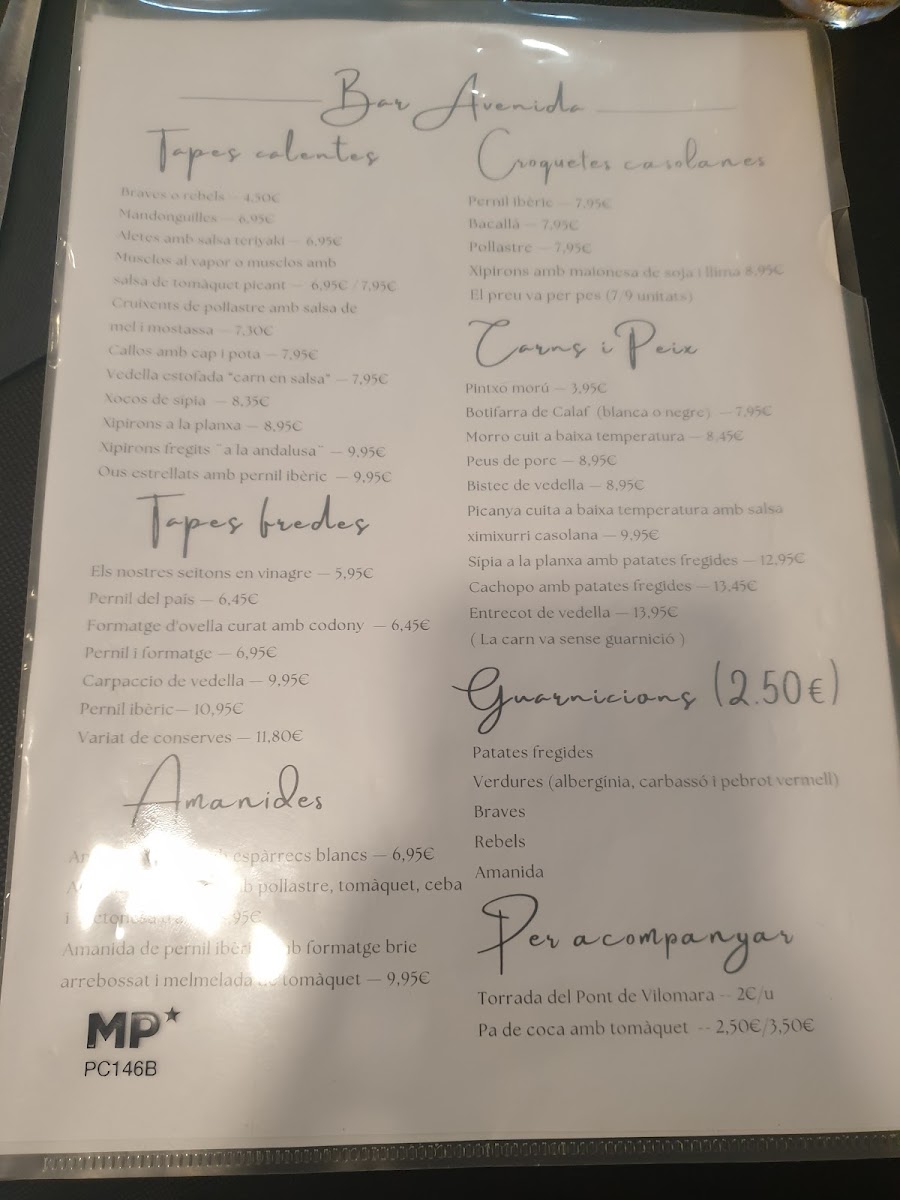 Bar Avenida
Tapes calentes
Braves o rebels — 4,50€
Mandonguilles — 6,95€
Aletes amb salsa teriyaki — 6,95€
Musclos al vapor o musclos amb
salsa de tomàquet picant — 6,95€ / 7,95€
Cruixents de pollastre amb salsa de
mel i mostassa — 7,30€
Callos amb cap i pota — 7,95€
Vedella estofada "carn en salsa" — 7,95€
Xocos de sípia — 8,35€
Xipirons a la planxa — 8,95€
Xipirons fregits ¨a la andalusa¨ — 9,95€
Ous estrellats amb pernil ibèric — 9,95€
Tapes fredes
Els nostres seitons en vinagre — 5,95€
Pernil del païs — 6,45€
Formatge d'ovella curat amb codony — 6,45€
Pernil i formatge — 6,95€
Carpaccio de vedella — 9,95€
Pernil ibèric— 10,95€
Variat de conserves — 11,80€
Amanides
espàrrecs blancs — 6,95€
pollastre, tomàquet, ceba
i
Amanida de pernil formatge brie
arrebossat i melmelada tomàquet — 9,95€
MP
PC146B
Croquetes casolanes
Pernil ibèric — 7,95€
Bacallà — 7,95€
Pollastre — 7,95€
Xipirons amb maionesa de soja i llima 8,95€
El preu va per pes (7/9 unitats)
Carns i Peix
Pintxo morú — 3,95€
Botifarra de Calaf (blanca o negre) — 7,95€
Morro cuit a baixa temperatura — 8,45€
Peus de porc — 8,95€
Bistec de vedella — 8,95€
Picanya cuita a baixa temperatura amb salsa
ximixurri casolana — 9,95€
Sípia a la planxa amb patates fregides — 12,95€
Cachopo amb patates fregides — 13,45€
Entrecot de vedella — 13,95€
( La carn va sense guarnició )
Guarnicions (2.50€)
Patates fregides
Verdures (alberginia, carbassó i pebrot vermell)
Braves
Rebels
Amanida
Per acompanyar
Torrada del Pont de Vilomara -- 2€/u
Pa de coca amb tomàquet -- 2,50€/3,50€